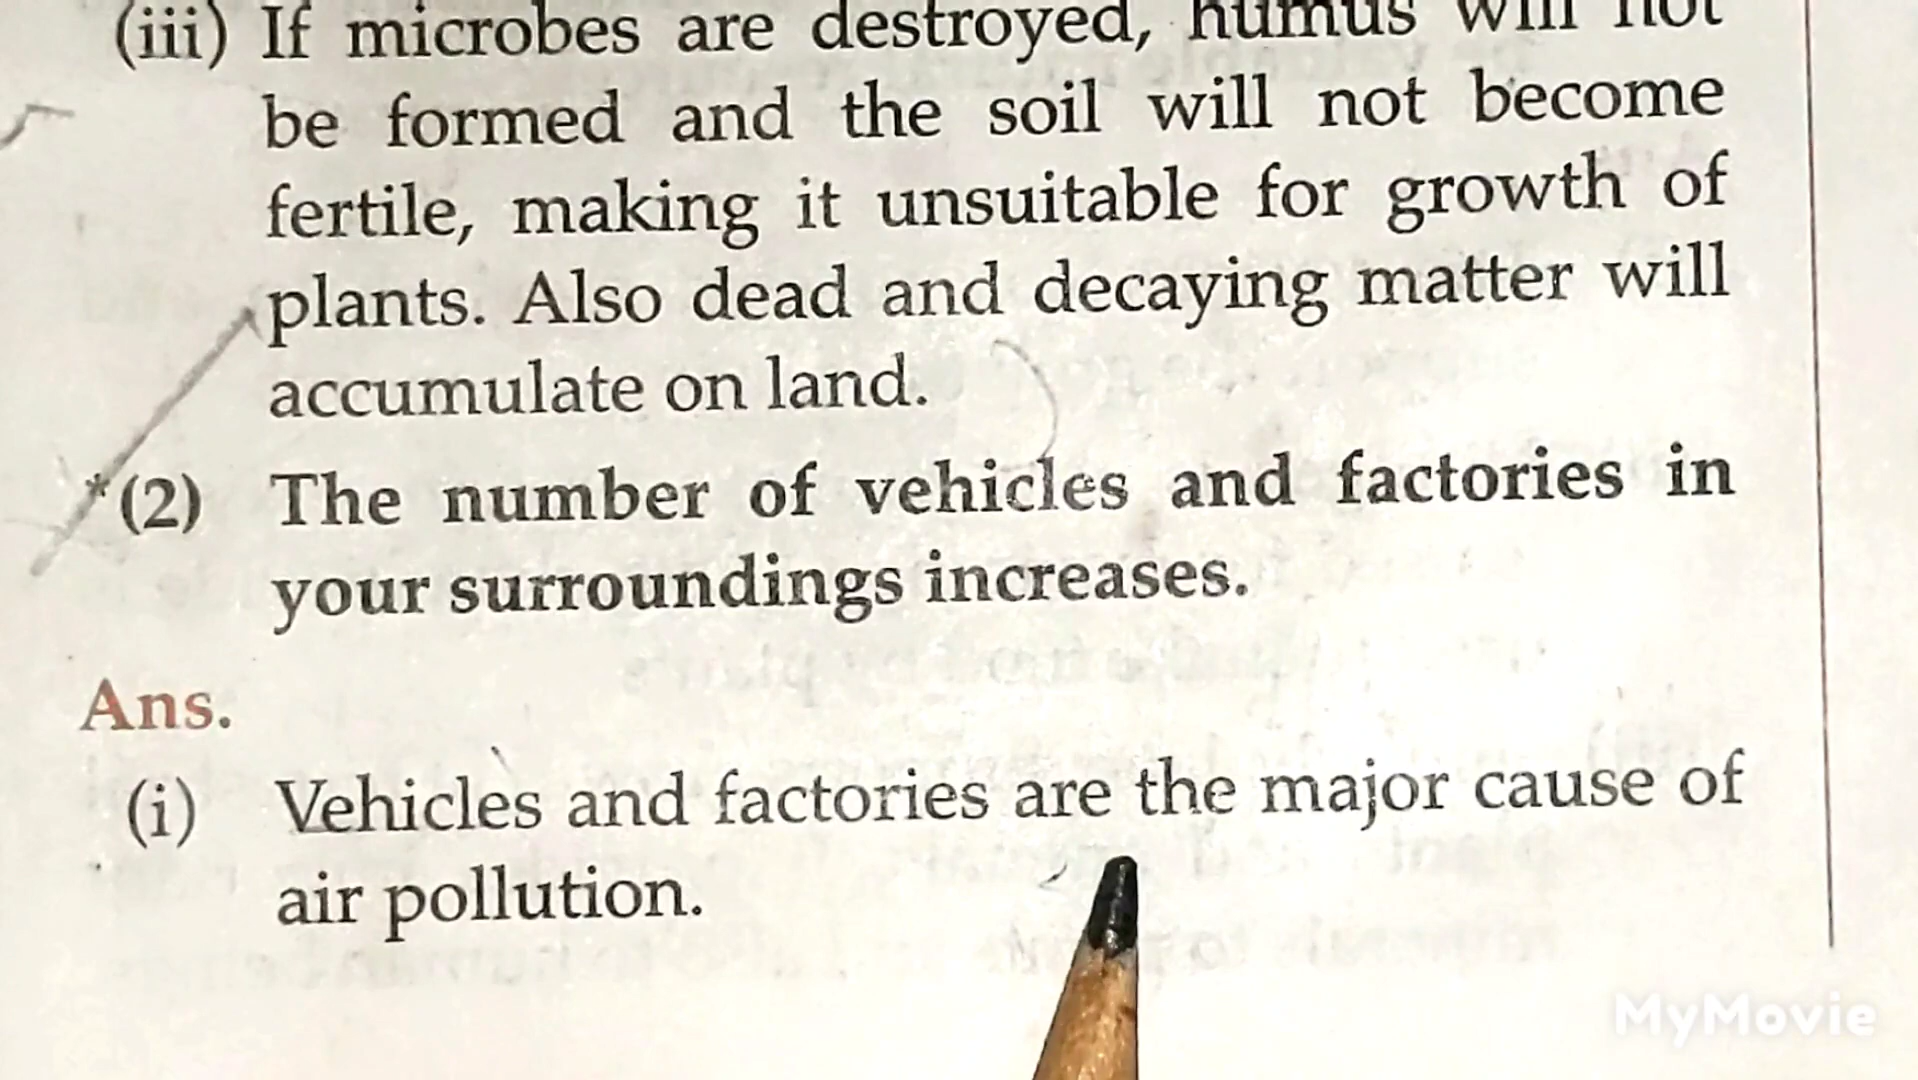 (iii) If microbes are destroyed, humus will not
be formed and the soil will not become
fertile, making it unsuitable for growth of
plants. Also dead and decaying matter will
accumulate on land.
*(2) The number of vehicles and factories in
your surroundings increases.
Ans.
(i) Vehicles and factories are the major cause of
air pollution.
MyMovie